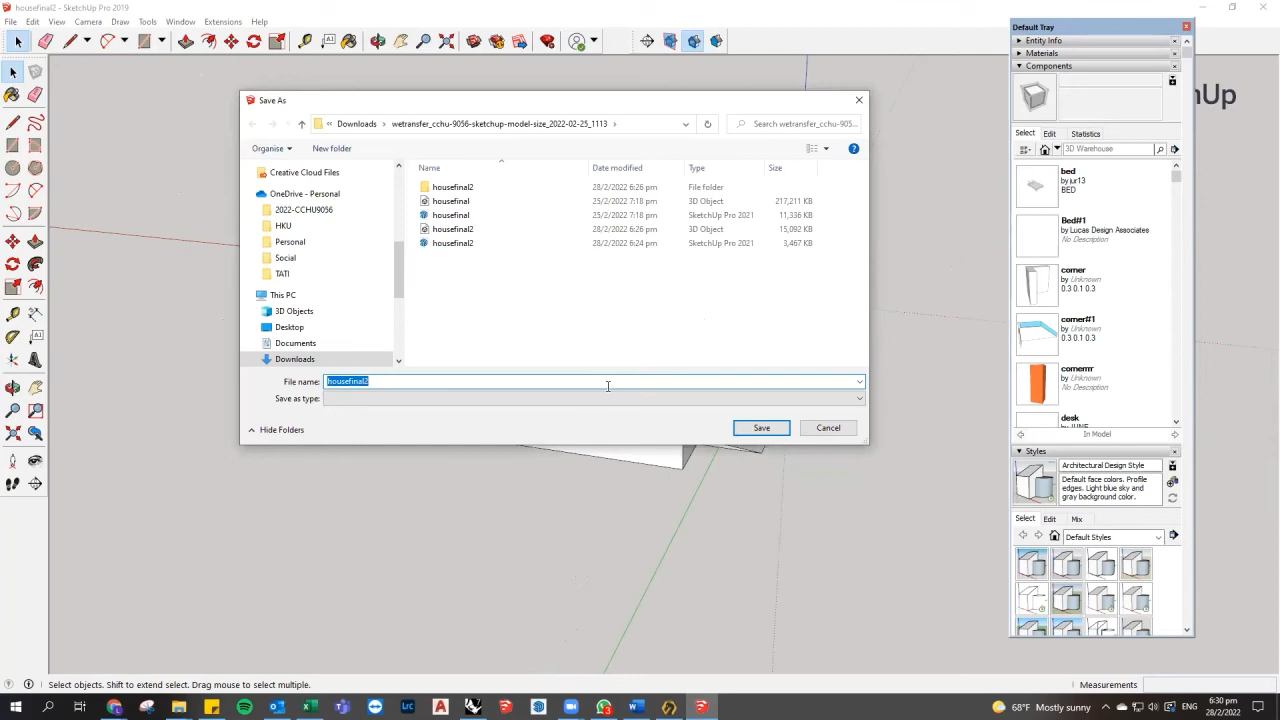 housefinal2 - SketchUp Pro 2019
File Edit View Camera Draw Tools Window Extensions Help
Default Tray
Entity Info
Materials
Components
Select Edit Statistics
3D Warehouse
bed
by jur13
BED
Bed#1
by Lucas Design Associates
No Description
corner
by Unknown
0.3 0.1 0.3
corner#1
by Unknown
0.3 0.1 0.3
cornerrrr
by Unknown
No Description
desk
by JUNE
In Model
Styles
Architectural Design Style
Default face colors. Profile
edges. Light blue sky and
gray background color.
Select Edit Mix
Default Styles
hUp
Save As
« Downloads › wetransfer_cchu-9056-sketchup-model-size_2022-02-25_1113 ›
Search wetransfer_cchu-905...
Organise New folder
Creative Cloud Files
OneDrive - Personal
2022-CCHU9056
HKU
Personal
Social
TATI
This PC
3D Objects
Desktop
Documents
Downloads
Name Date modified Type Size
housefinal2 28/2/2022 6:26 pm File folder
housefinal 25/2/2022 7:18 pm 3D Object 217,211 KB
housefinal 25/2/2022 7:18 pm SketchUp Pro 2021 11,336 KB
housefinal2 28/2/2022 6:26 pm 3D Object 15,092 KB
housefinal2 28/2/2022 6:24 pm SketchUp Pro 2021 3,467 KB
File name: housefinal2
Save as type:
Hide Folders
Save Cancel
Select objects. Shift to extend select. Drag mouse to select multiple.
Measurements
68°F Mostly sunny
ENG
6:30 pm
28/2/2022